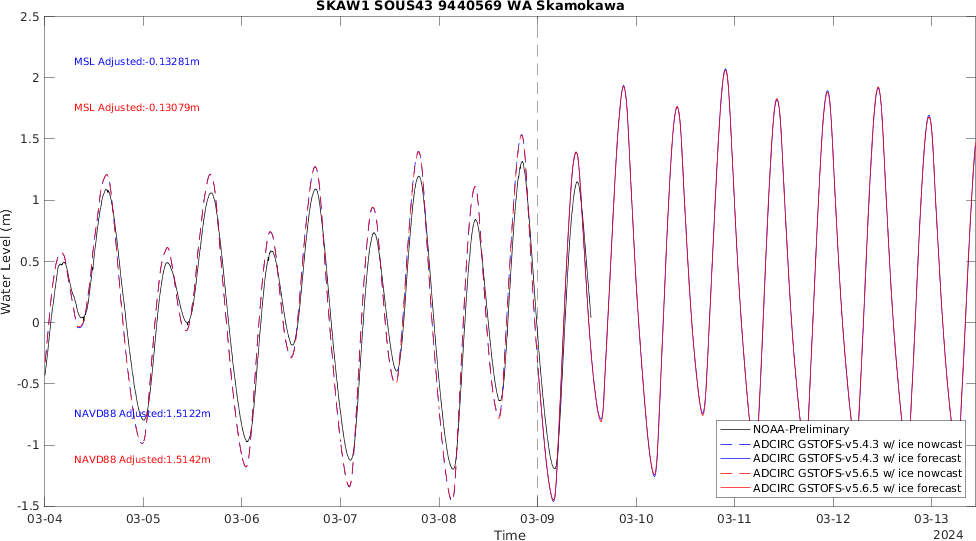 SKAW1 SOUS43 9440569 WA Skamokawa
2.5
2
1.5
1
0.5
0
-0.5
-1
-1.5
Water Level (m)
MSL Adjusted:-0.13281m
MSL Adjusted:-0.13079m
NAVD88 Adjusted:1.5122m
NAVD88 Adjusted:1.5142m
NOAA-Preliminary
ADCIRC GSTOFS-v5.4.3 w/ ice nowcast
ADCIRC GSTOFS-v5.4.3 w/ ice forecast
ADCIRC GSTOFS-v5.6.5 w/ ice nowcast
ADCIRC GSTOFS-v5.6.5 w/ ice forecast
03-04 03-05 03-06 03-07 03-08 03-09 03-10 03-11 03-12 03-13
Time
2024